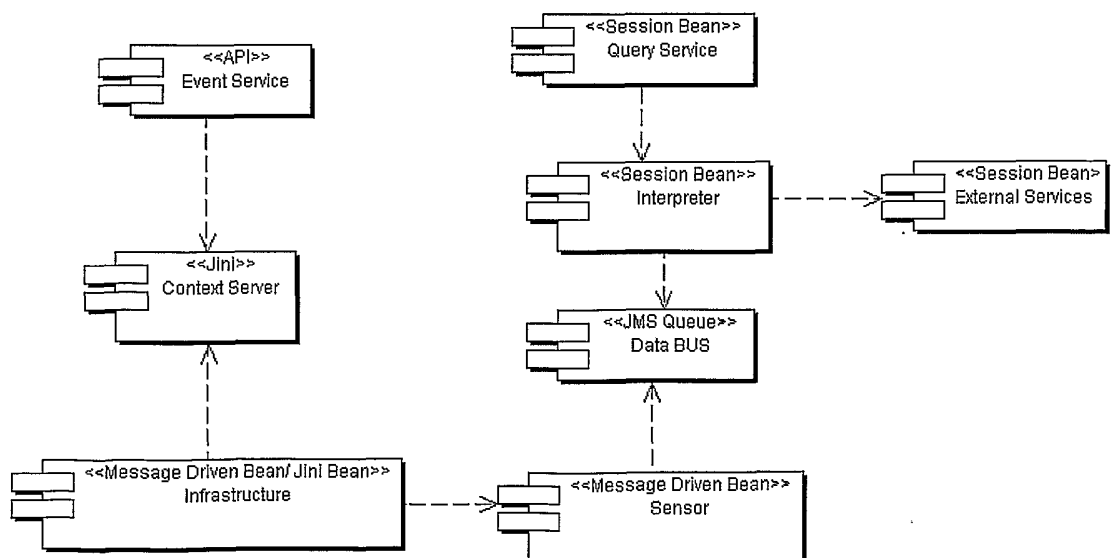 <<API>>
Event Service
<<Session Bean>>
Query Service
<<Session Bean>>
Interpreter
<<Session Bean>
External Services
<<Jini>>
Context Server
<<JMS Queue>>
Data BUS
<<Message Driven Bean/ Jini Bean>>
Infrastructure
<<Message Driven Bean>>
Sensor